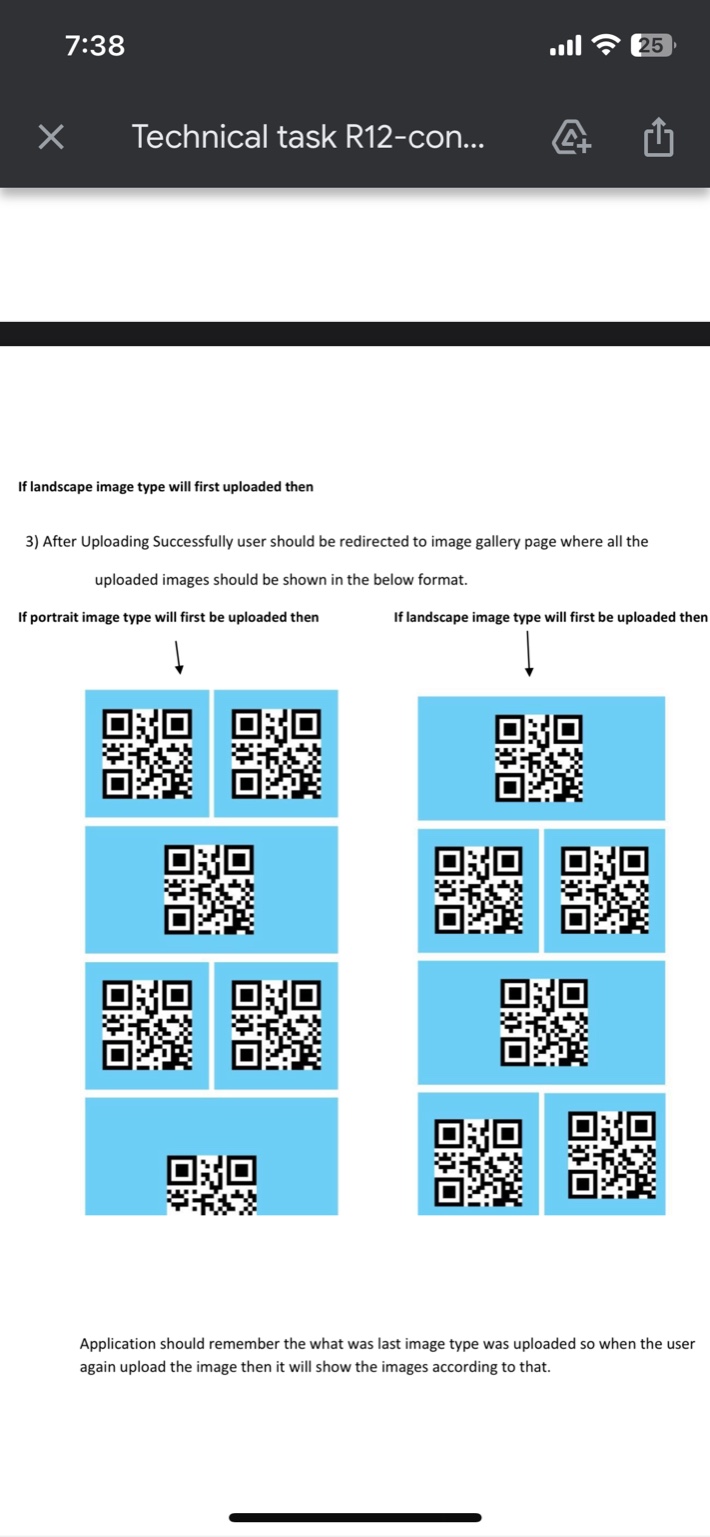 7:38
25
Technical task R12-con...
If landscape image type will first uploaded then
3) After Uploading Successfully user should be redirected to image gallery page where all the
uploaded images should be shown in the below format.
If portrait image type will first be uploaded then
If landscape image type will first be uploaded then
Application should remember the what was last image type was uploaded so when the user
again upload the image then it will show the images according to that.